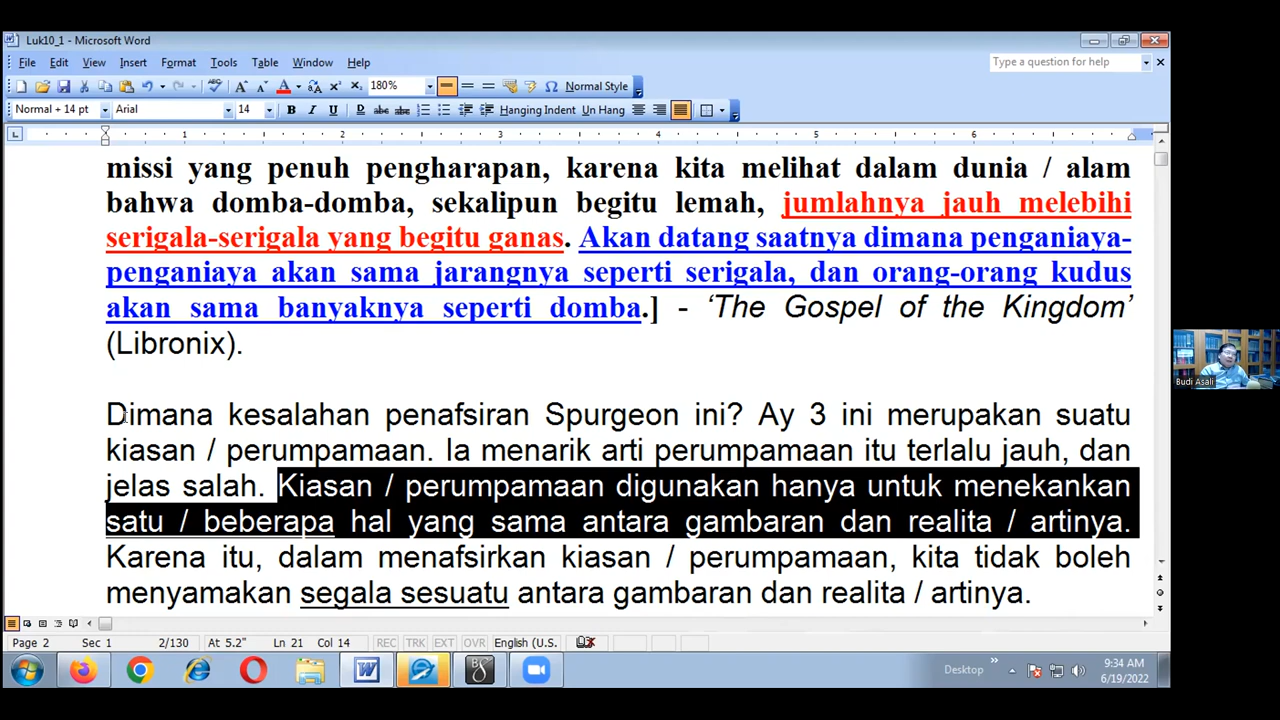 Luk10_1 - Microsoft Word
File Edit View Insert Format Tools Table Window Help
Type a question for help
180%
Normal Style
Normal + 14 pt Arial 14 B I U abc abc Hanging Indent Un Hang
1 2 3 4 5 6
missi yang penuh pengharapan, karena kita melihat dalam dunia / alam
bahwa domba-domba, sekalipun begitu lemah, jumlahnya jauh melebihi
serigala-serigala yang begitu ganas. Akan datang saatnya dimana penganiaya-
penganiaya akan sama jarangnya seperti serigala, dan orang-orang kudus
akan sama banyaknya seperti domba.] - ‘The Gospel of the Kingdom’
(Libronix).
Dimana kesalahan penafsiran Spurgeon ini? Ay 3 ini merupakan suatu
kiasan / perumpamaan. Ia menarik arti perumpamaan itu terlalu jauh, dan
jelas salah. Kiasan / perumpamaan digunakan hanya untuk menekankan
satu / beberapa hal yang sama antara gambaran dan realita / artinya.
Karena itu, dalam menafsirkan kiasan / perumpamaan, kita tidak boleh
menyamakan segala sesuatu antara gambaran dan realita / artinya.
Budi Asali
Page 2 Sec 1 2/130 At 5.2" Ln 21 Col 14 REC TRK EXT OVR English (U.S.
Desktop
9:34 AM
6/19/2022